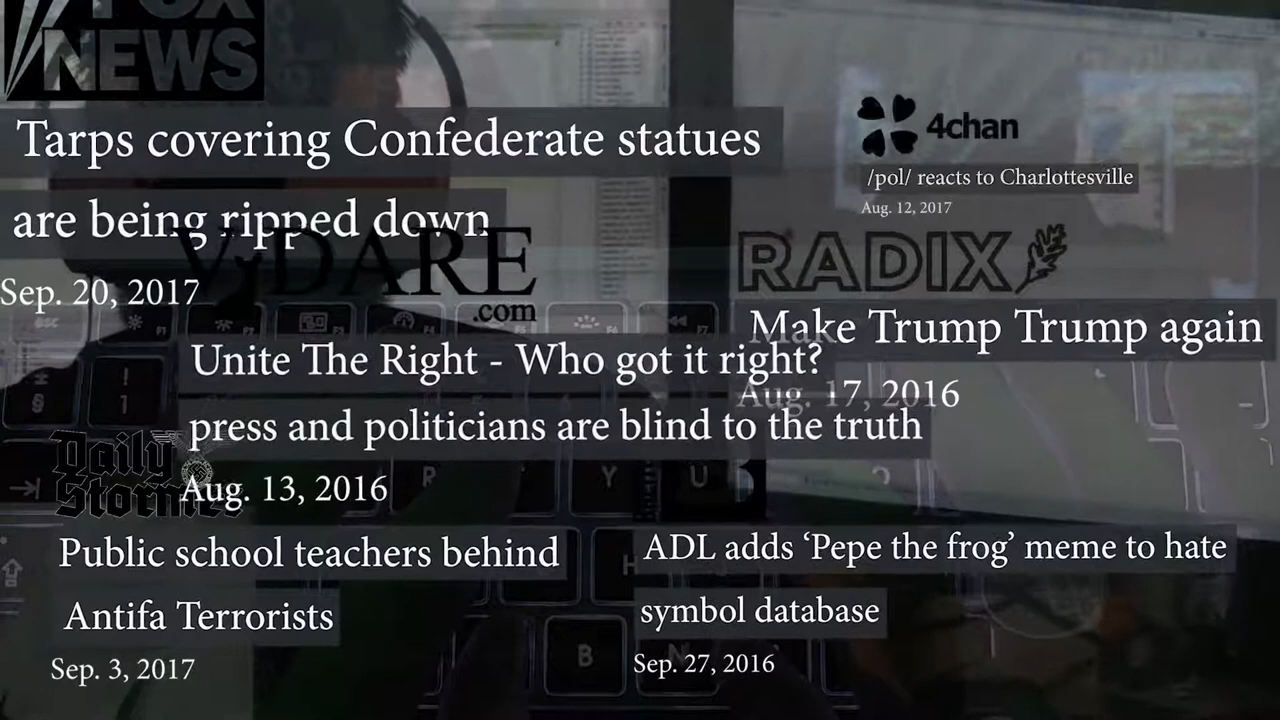 FOX
NEWS
Tarps covering Confederate statues
are being ripped down
Sep. 20, 2017
4chan
/pol/ reacts to Charlottesville
Aug. 12, 2017
VDARE
.com
Unite The Right - Who got it right?
press and politicians are blind to the truth
Aug. 13, 2016
RADIX
Make Trump Trump again
Aug. 17, 2016
Daily
Stormer
Public school teachers behind
Antifa Terrorists
Sep. 3, 2017
ADL adds ‘Pepe the frog’ meme to hate
symbol database
Sep. 27, 2016